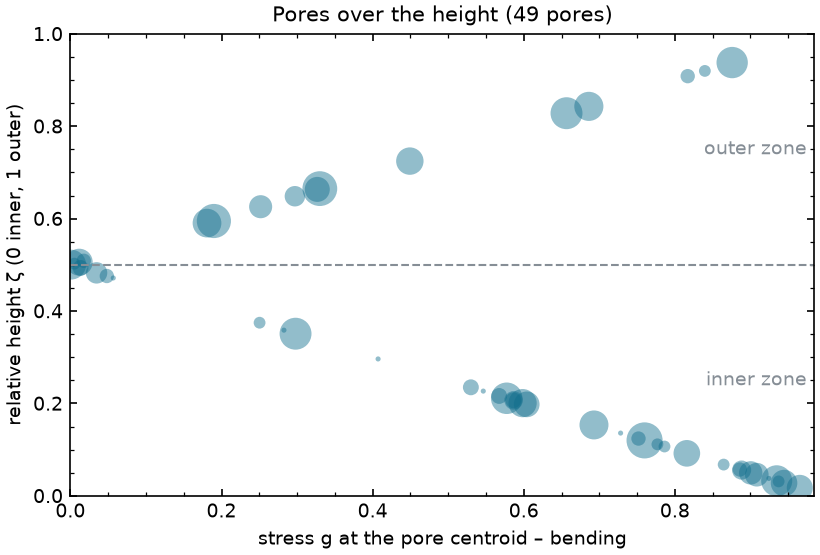 Pores over the height (49 pores)
relative height ζ (0 inner, 1 outer)
1.0
0.8
0.6
0.4
0.2
0.0
outer zone
inner zone
0.0 0.2 0.4 0.6 0.8
stress g at the pore centroid – bending